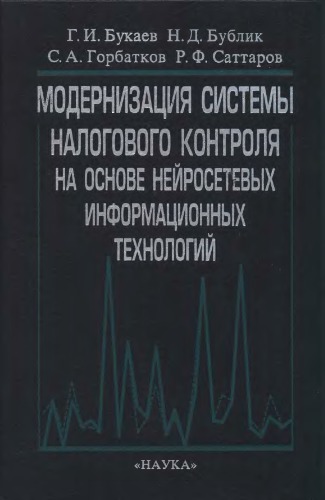 Г. И. Букаев Н. Д. Бублик
С. А. Горбатков Р. Ф. Саттаров
МОДЕРНИЗАЦИЯ СИСТЕМЫ
НАЛОГОВОГО КОНТРОЛЯ
НА ОСНОВЕ НЕЙРОСЕТЕВЫХ
ИНФОРМАЦИОННЫХ
ТЕХНОЛОГИЙ
«НАУКА»